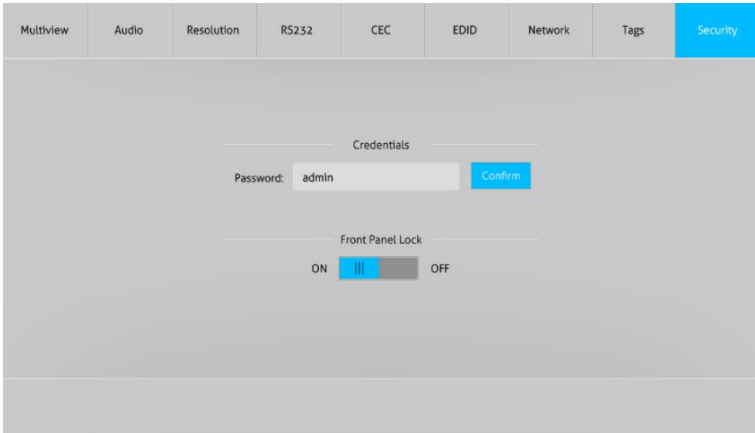 Multiview Audio Resolution RS232 CEC EDID Network Tags Security
Credentials
Password: admin Confirm
Front Panel Lock
ON OFF